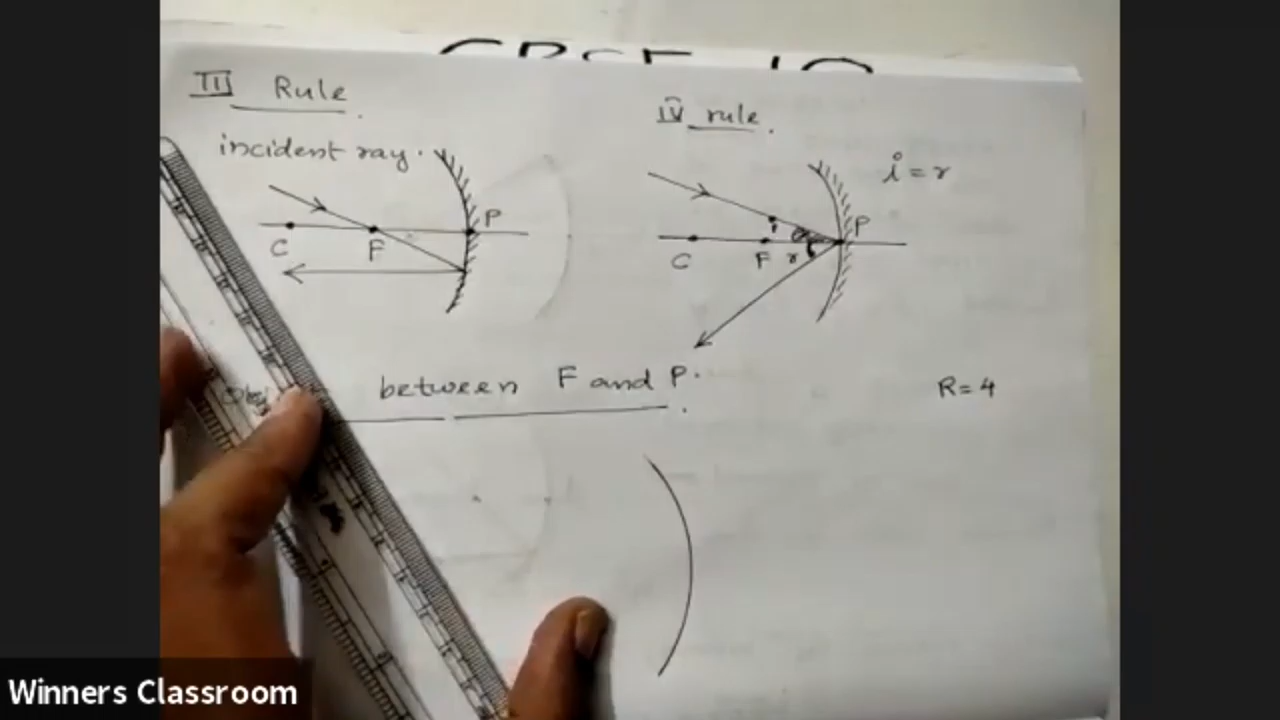 III Rule
incident ray.
P
C
F
IV rule.
i = r
P
i
C
F
r
between F and P.
R = 4
Winners Classroom